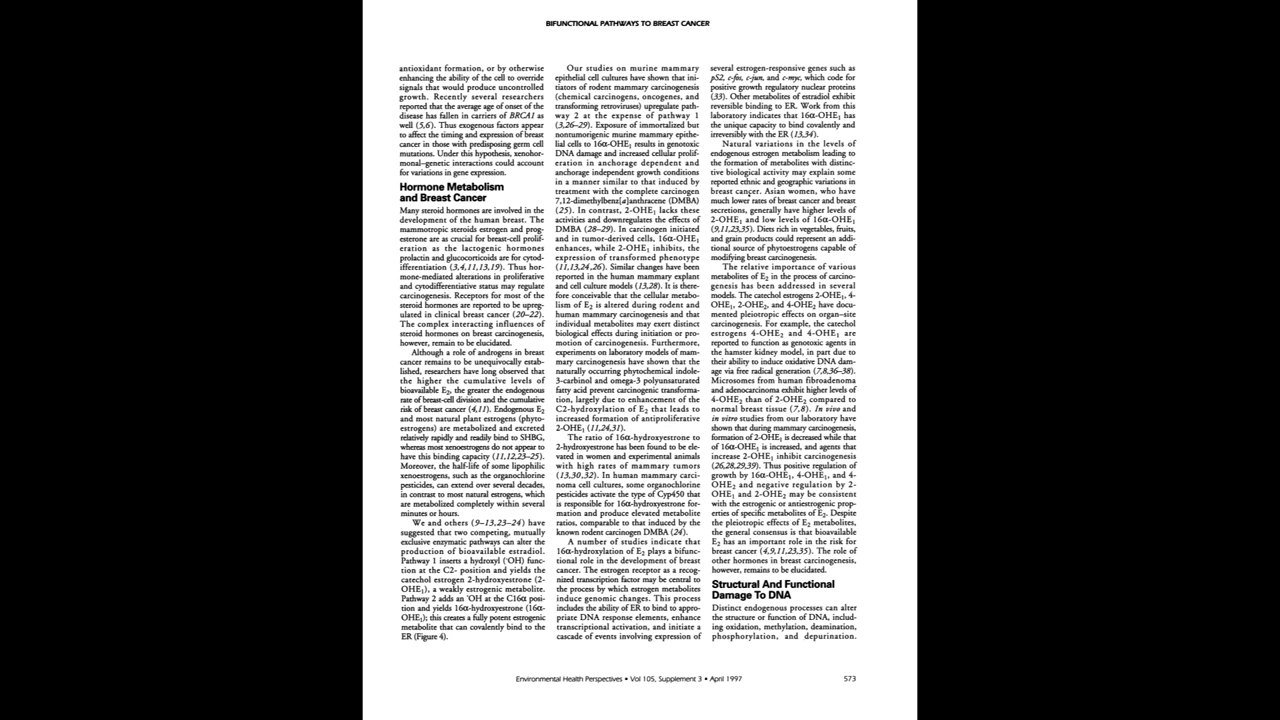 BIFUNCTIONAL PATHWAYS TO BREAST CANCER
antioxidant formation, or by otherwise
enhancing the ability of the cell to override
signals that would produce uncontrolled
growth. Recently several researchers
reported that the average age of onset of the
disease has fallen in carriers of BRCA1 as
well (5,6). Thus exogenous factors appear
to affect the timing and expression of breast
cancer in those with predisposing germ cell
mutations. Under this hypothesis, xenohor-
monal–genetic interactions could account
for variations in gene expression.
Hormone Metabolism
and Breast Cancer
Many steroid hormones are involved in the
development of the human breast. The
mammotropic steroids estrogen and prog-
esterone are as crucial for breast-cell prolif-
eration as the lactogenic hormones
prolactin and glucocorticoids are for cytod-
ifferentiation (3,4,11,13,19). Thus hor-
mone-mediated alterations in proliferative
and cytodifferentiative status may regulate
carcinogenesis. Receptors for most of the
steroid hormones are reported to be upreg-
ulated in clinical breast cancer (20–22).
The complex interacting influences of
steroid hormones on breast carcinogenesis,
however, remain to be elucidated.
Although a role of androgens in breast
cancer remains to be unequivocally estab-
lished, researchers have long observed that
the higher the cumulative levels of
bioavailable E₂, the greater the endogenous
rate of breast-cell division and the cumulative
risk of breast cancer (4,11). Endogenous E₂
and most natural plant estrogens (phyto-
estrogens) are metabolized and excreted
relatively rapidly and readily bind to SHBG,
whereas most xenoestrogens do not appear to
have this binding capacity (11,12,23–25).
Moreover, the half-life of some lipophilic
xenoestrogens, such as the organochlorine
pesticides, can extend over several decades,
in contrast to most natural estrogens, which
are metabolized completely within several
minutes or hours.
We and others (9–13,23–24) have
suggested that two competing, mutually
exclusive enzymatic pathways can alter the
production of bioavailable estradiol.
Pathway 1 inserts a hydroxyl (⁻OH) function
tion at the C2- position and yields the
catechol estrogen 2-hydroxyestrone (2-
OHE₁), a weakly estrogenic metabolite.
Pathway 2 adds an ⁻OH at the C16α posi-
tion and yields 16α-hydroxyestrone (16α-
OHE₁); this creates a fully potent estrogenic
metabolite that can covalently bind to the
ER (Figure 4).
Our studies on murine mammary
epithelial cell cultures have shown that ini-
tiators of rodent mammary carcinogenesis
(chemical carcinogens, oncogenes, and
transforming retroviruses) upregulate path-
way 2 at the expense of pathway 1
(3,26–29). Exposure of immortalized but
nontumorigenic murine mammary epithe-
lial cells to 16α-OHE₁ results in genotoxic
DNA damage and increased cellular prolif-
eration in anchorage dependent and
anchorage independent growth conditions
in a manner similar to that induced by
treatment with the complete carcinogen
7,12-dimethylbenz[a]anthracene (DMBA)
(25). In contrast, 2-OHE₁ lacks these
activities and downregulates the effects of
DMBA (28–29). In carcinogen initiated
and in tumor-derived cells, 16α-OHE₁
enhances, while 2-OHE₁ inhibits, the
expression of transformed phenotype
(11,13,24,26). Similar changes have been
reported in the human mammary explant
and cell culture models (13,28). It is there-
fore conceivable that the cellular metabo-
lism of E₂ is altered during rodent and
human mammary carcinogenesis and that
individual metabolites may exert distinct
biological effects during initiation or pro-
motion of carcinogenesis. Furthermore,
experiments on laboratory models of mam-
mary carcinogenesis have shown that the
naturally occurring phytochemical indole-
3-carbinol and omega-3 polyunsaturated
fatty acid prevent carcinogenic transforma-
tion, largely due to enhancement of the
C2-hydroxylation of E₂ that leads to
increased formation of antiproliferative
2-OHE₁ (11,24,31).
The ratio of 16α-hydroxyestrone to
2-hydroxyestrone has been found to be ele-
vated in women and experimental animals
with high rates of mammary tumors
(13,30,32). In human mammary carci-
noma cell cultures, some organochlorine
pesticides activate the type of Cyp450 that
is responsible for 16α-hydroxyestrone for-
mation and produce elevated metabolite
ratios, comparable to that induced by the
known rodent carcinogen DMBA (24).
A number of studies indicate that
16α-hydroxylation of E₂ plays a bifunc-
tional role in the development of breast
cancer. The estrogen receptor as a recog-
nized transcription factor may be central to
the process by which estrogen metabolites
induce genomic changes. This process
includes the ability of ER to bind to appro-
priate DNA response elements, enhance
transcriptional activation, and initiate a
cascade of events involving expression of
several estrogen-responsive genes such as
pS2, c-fos, c-jun, and c-myc, which code for
positive growth regulatory nuclear proteins
(33). Other metabolites of estradiol exhibit
reversible binding to ER. Work from this
laboratory indicates that 16α-OHE₁ has
the unique capacity to bind covalently and
irreversibly with the ER (13,34).
Natural variations in the levels of
endogenous estrogen metabolism leading to
the formation of metabolites with distinc-
tive biological activity may explain some
reported ethnic and geographic variations in
breast cancer. Asian women, who have
much lower rates of breast cancer and breast
secretions, generally have higher levels of
2-OHE₁ and low levels of 16α-OHE₁
(9,11,23,35). Diets rich in vegetables, fruits,
and grain products could represent an addi-
tional source of phytoestrogens capable of
modifying breast carcinogenesis.
The relative importance of various
metabolites of E₂ in the process of carcino-
genesis has been addressed in several
models. The catechol estrogens 2-OHE₁, 4-
OHE₁, 2-OHE₂, and 4-OHE₂ have docu-
mented pleiotropic effects on organ–site
carcinogenesis. For example, the catechol
estrogens 4-OHE₂ and 4-OHE₁ are
reported to function as genotoxic agents in
the hamster kidney model, in part due to
their ability to induce oxidative DNA dam-
age via free radical generation (7,8,36–38).
Microsomes from human fibroadenoma
and adenocarcinoma exhibit higher levels of
4-OHE₂ than of 2-OHE₂ compared to
normal breast tissue (7,8). In vivo and
in vitro studies from our laboratory have
shown that during mammary carcinogenesis,
formation of 2-OHE₁ is decreased while that
of 16α-OHE₁ is increased, and agents that
increase 2-OHE₁ inhibit carcinogenesis
(26,28,29,39). Thus positive regulation of
growth by 16α-OHE₁, 4-OHE₁, and 4-
OHE₂ and negative regulation by 2-
OHE₁ and 2-OHE₂ may be consistent
with the estrogenic or antiestrogenic prop-
erties of specific metabolites of E₂. Despite
the pleiotropic effects of E₂ metabolites,
the general consensus is that bioavailable
E₂ has an important role in the risk for
breast cancer (4,9,11,23,35). The role of
other hormones in breast carcinogenesis,
however, remains to be elucidated.
Structural And Functional
Damage To DNA
Distinct endogenous processes can alter
the structure or function of DNA, includ-
ing oxidation, methylation, deamination,
phosphorylation, and depurination.
Environmental Health Perspectives • Vol 105, Supplement 3 • April 1997
573